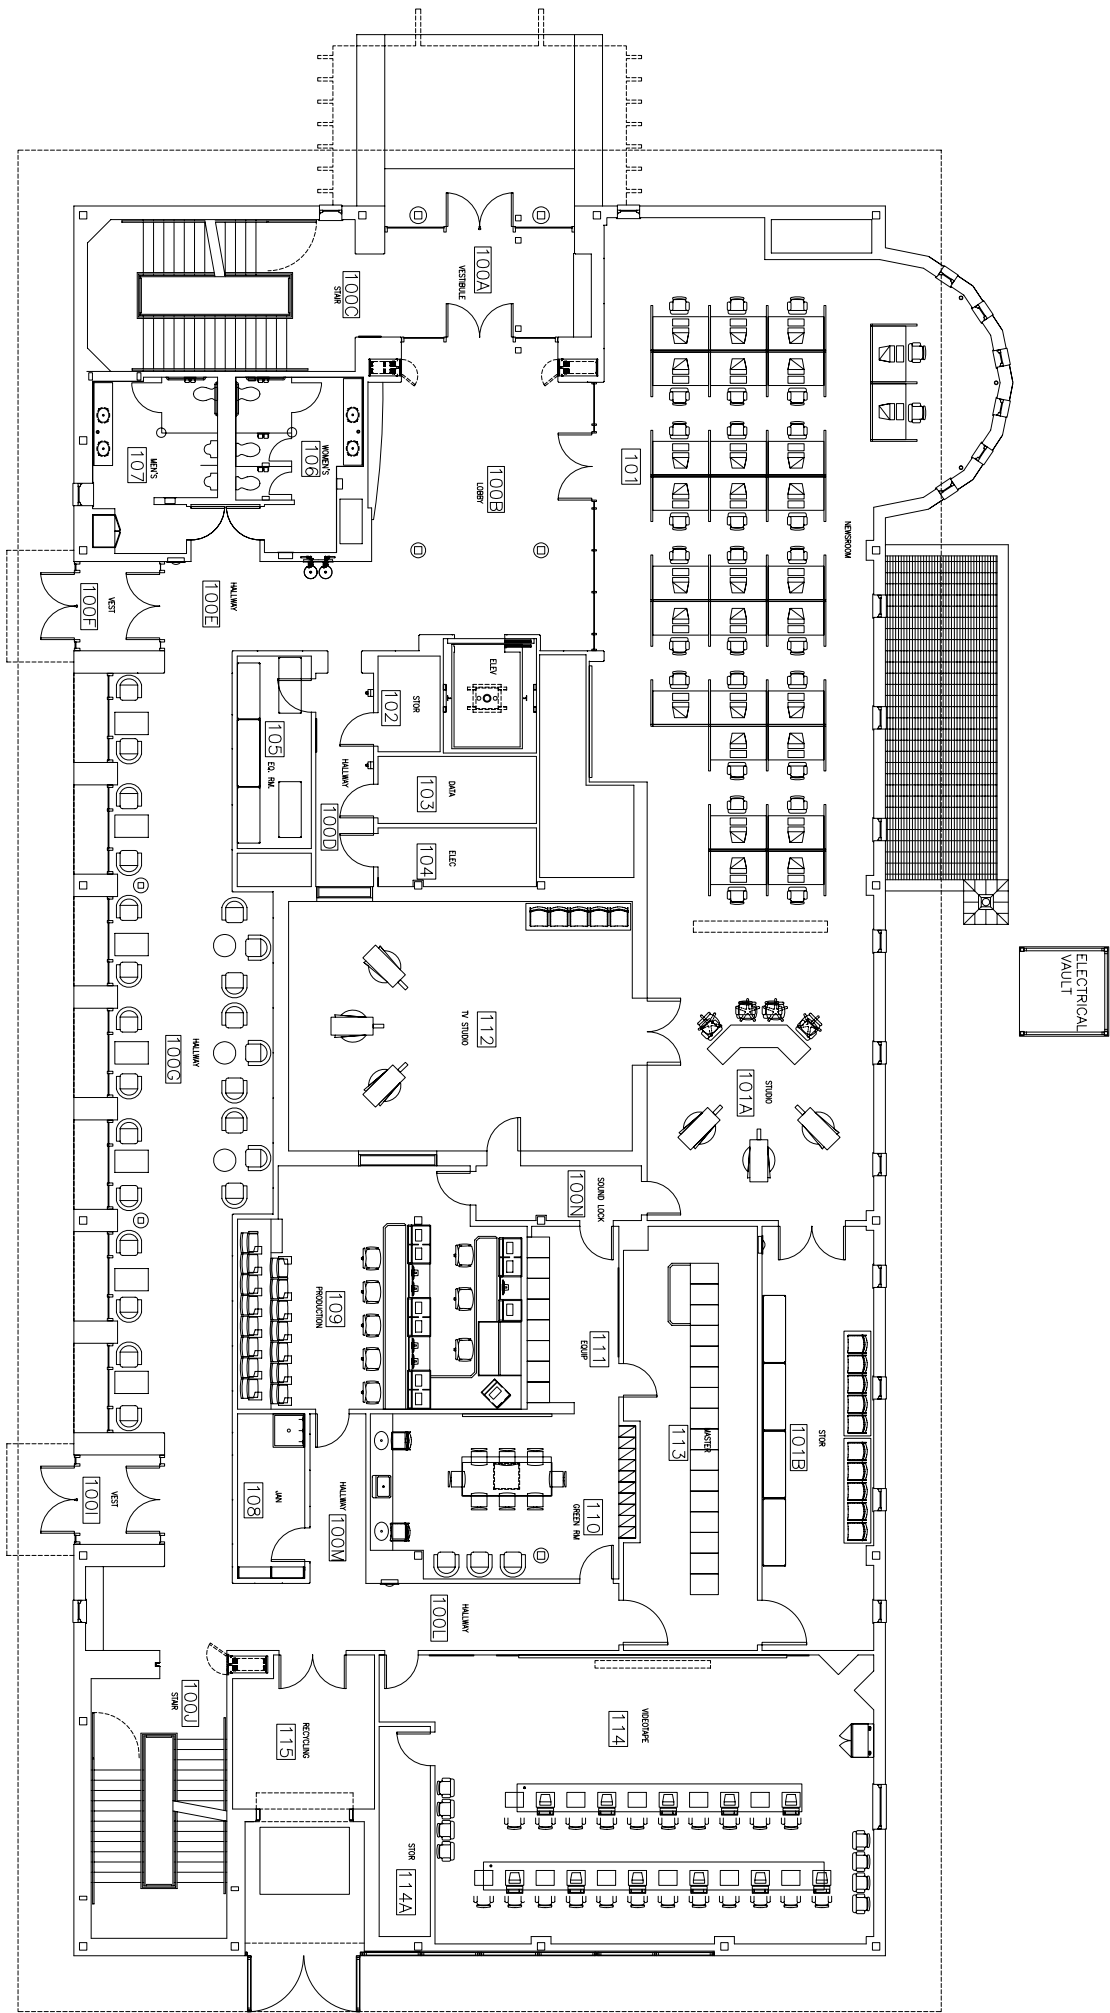 ELECTRICAL
VAULT
100A
VESTIBULE
100C
STAIR
100B
LOBBY
101
NEWSROOM
106
WOMEN'S
107
MEN'S
100E
HALLWAY
100F
VEST
ELEV
102
STOR
105
EQ. RM.
103
DATA
HALLWAY
100D
104
ELEC
112
TV STUDIO
101A
STUDIO
100G
HALLWAY
100N
SOUND LOCK
109
PRODUCTION
111
EQUIP
113
MASTER
101B
STOR
110
GREEN RM
108
JAN
100M
HALLWAY
100I
VEST
100L
HALLWAY
100J
STAIR
115
RECYCLING
114
VIDEOTAPE
114A
STOR